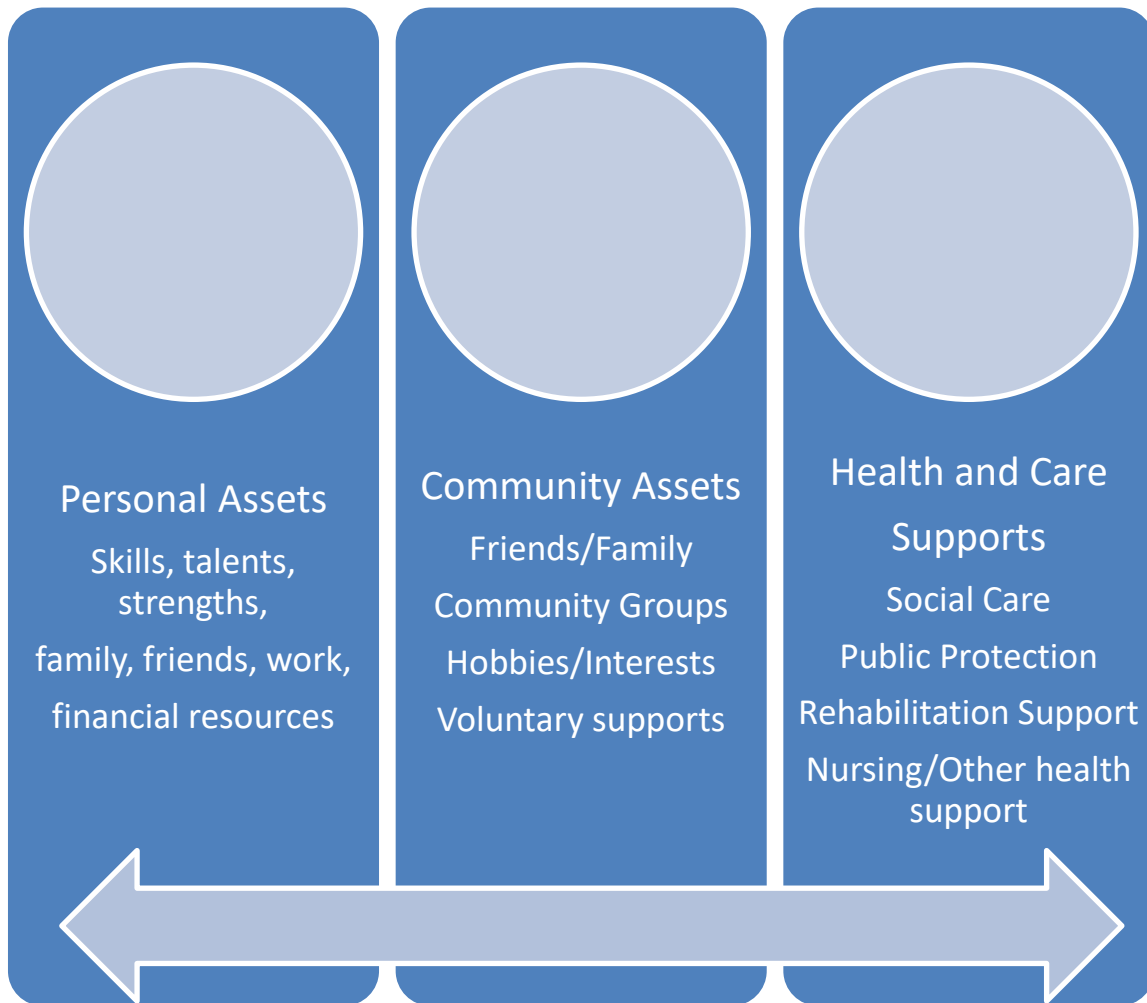 Personal Assets
Skills, talents,
strengths,
family, friends, work,
financial resources
Community Assets
Friends/Family
Community Groups
Hobbies/Interests
Voluntary supports
Health and Care
Supports
Social Care
Public Protection
Rehabilitation Support
Nursing/Other health
support